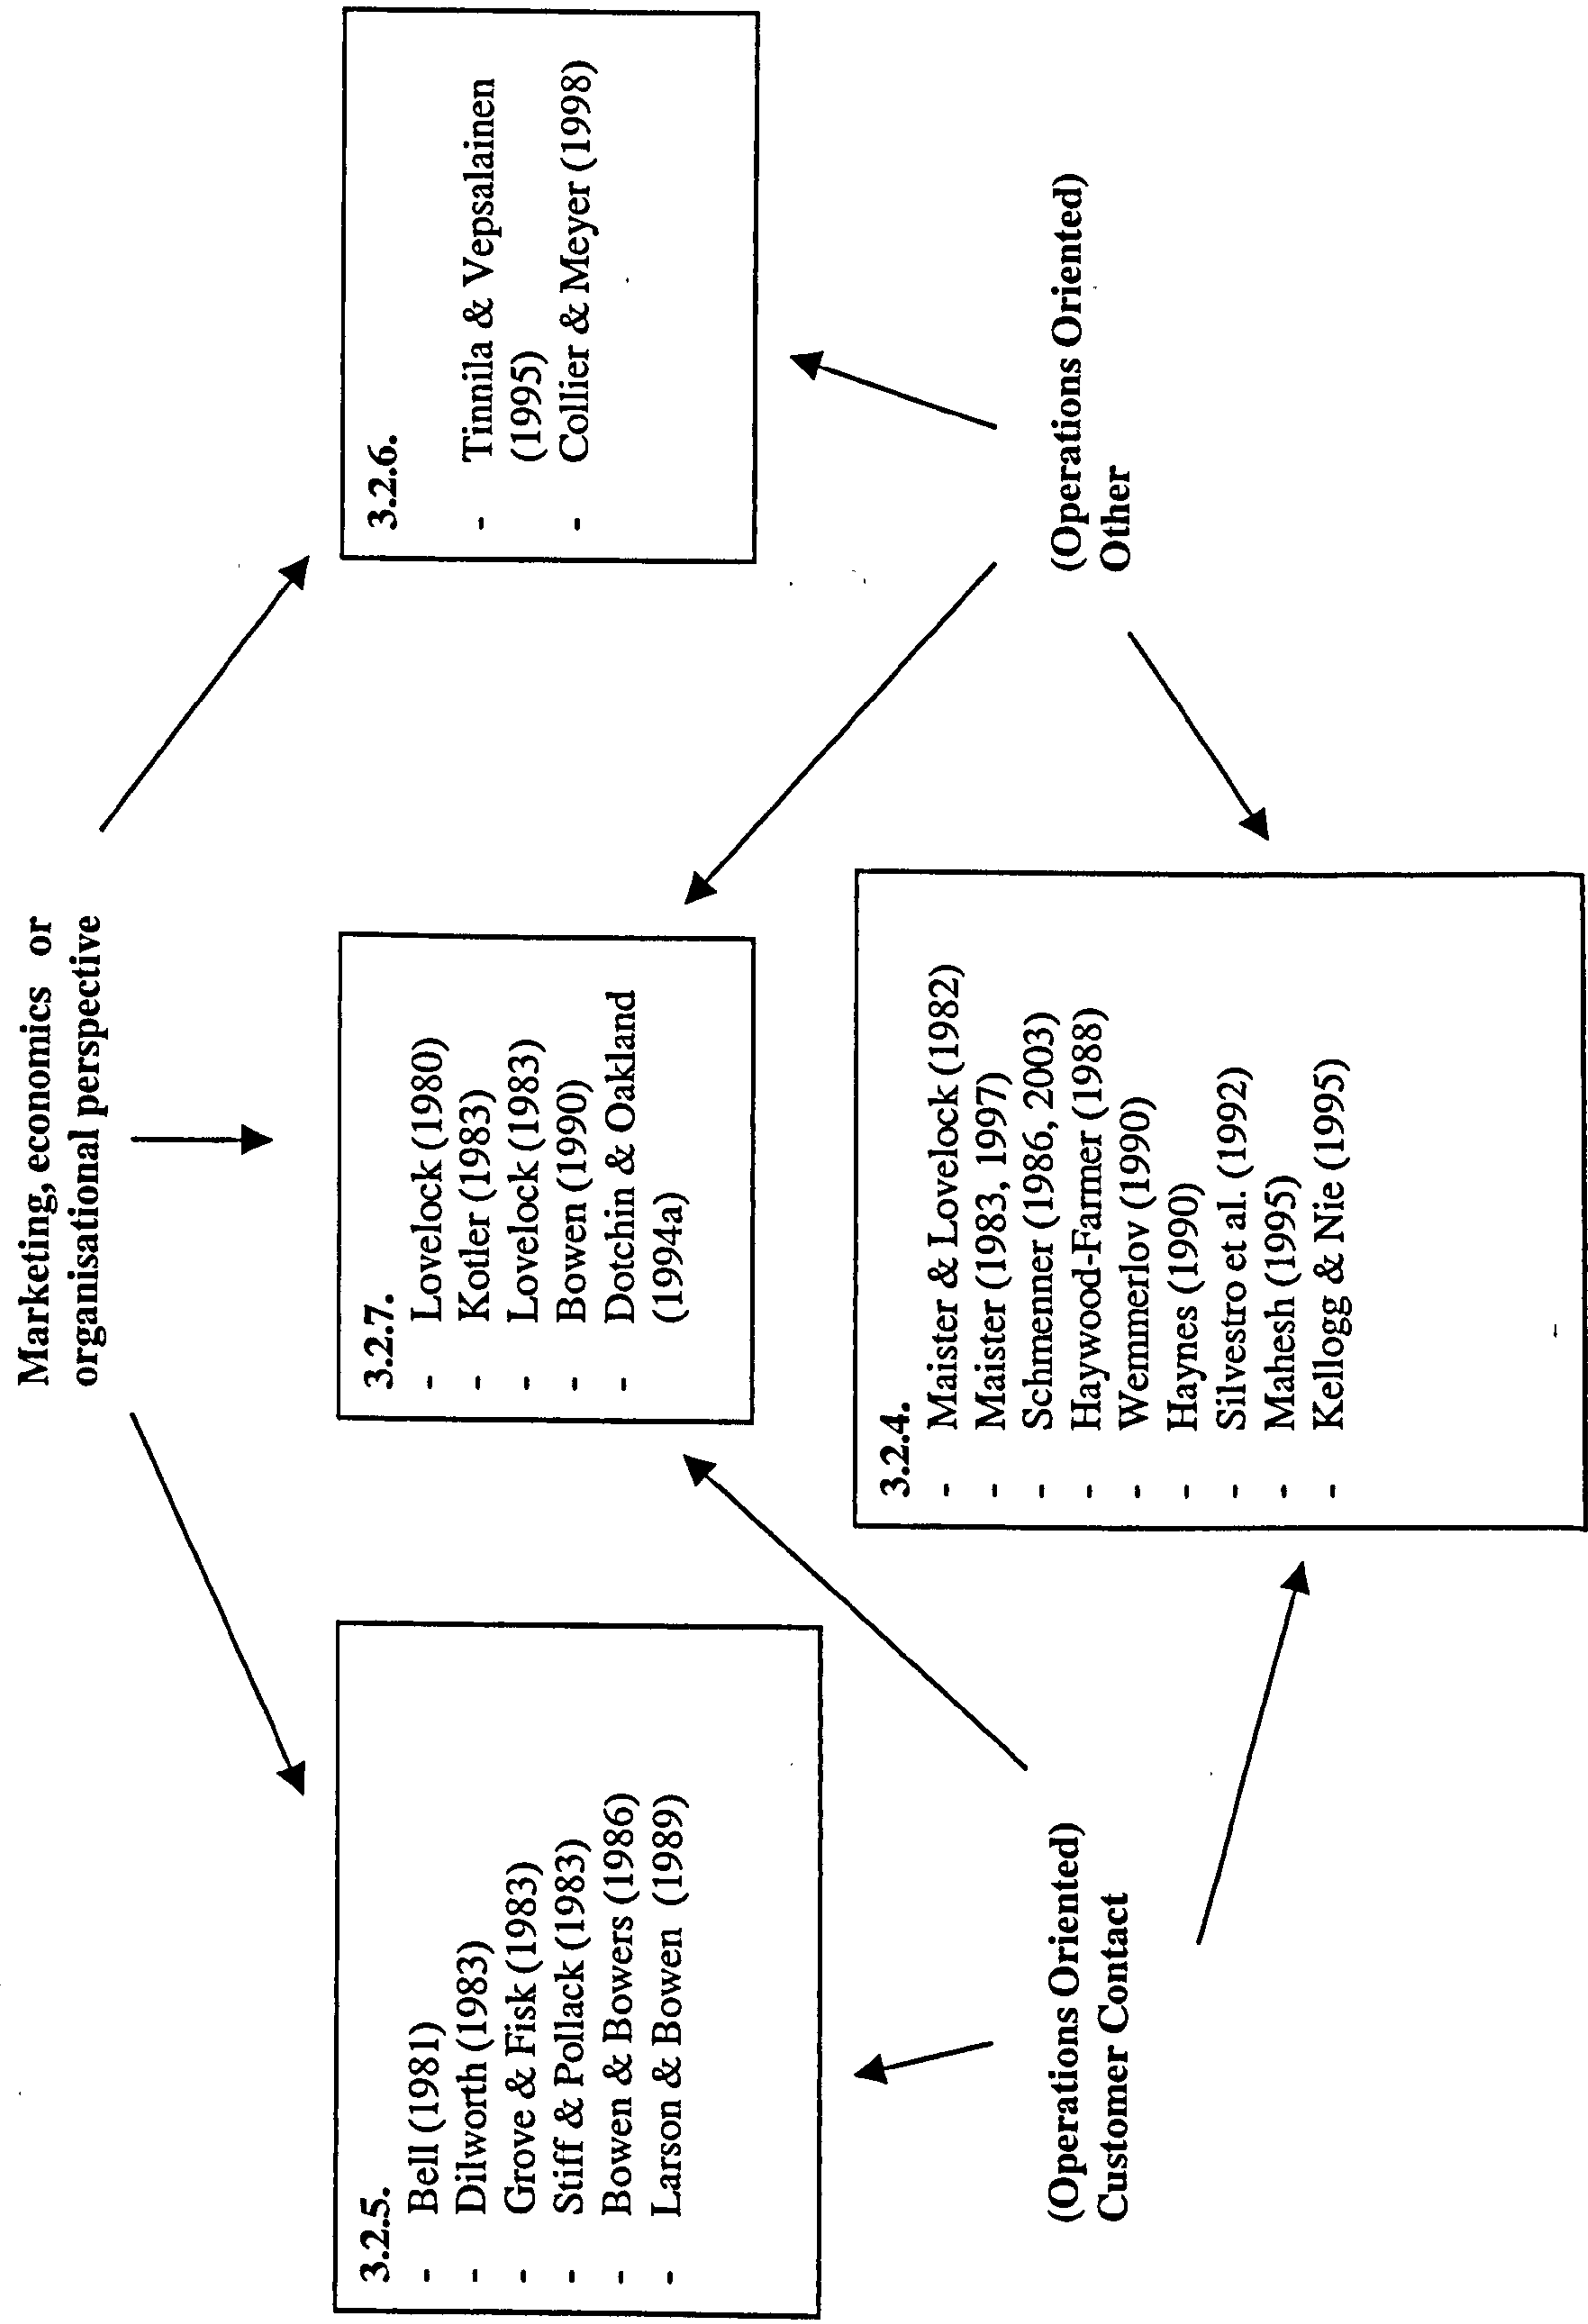 Marketing, economics or
organisational perspective
3.2.5.
- Bell (1981)
- Dilworth (1983)
- Grove & Fisk (1983)
- Stiff & Pollack (1983)
- Bowen & Bowers (1986)
- Larson & Bowen (1989)
3.2.7.
- Lovelock (1980)
- Kotler (1983)
- Lovelock (1983)
- Bowen (1990)
- Dotchin & Oakland
(1994a)
3.2.6.
- Tinnila & Vepsalainen
(1995)
- Collier & Meyer (1998)
(Operations Oriented)
Customer Contact
3.2.4.
- Maister & Lovelock (1982)
- Maister (1983, 1997)
- Schmenner (1986, 2003)
- Haywood-Farmer (1988)
- Wemmerlov (1990)
- Haynes (1990)
- Silvestro et al. (1992)
- Mahesh (1995)
- Kellogg & Nie (1995)
(Operations Oriented)
Other